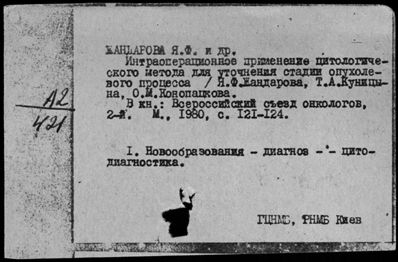 ЖАНДАРОВА Я.Ф. и др.
Интраоперационное применение цитологиче-
ского метода для уточнения стадии опухоле-
вого процесса / Я.Ф.Жандарова, Т.А.Куницы-
на, О.М.Конопацкова.
В кн.: Всероссийский съезд онкологов,
2-й. М., 1980, с. 121-124.
А2
421
I. Новообразования - диагноз - - цито-
диагностика.
ГЦНМБ, РНМБ Киев